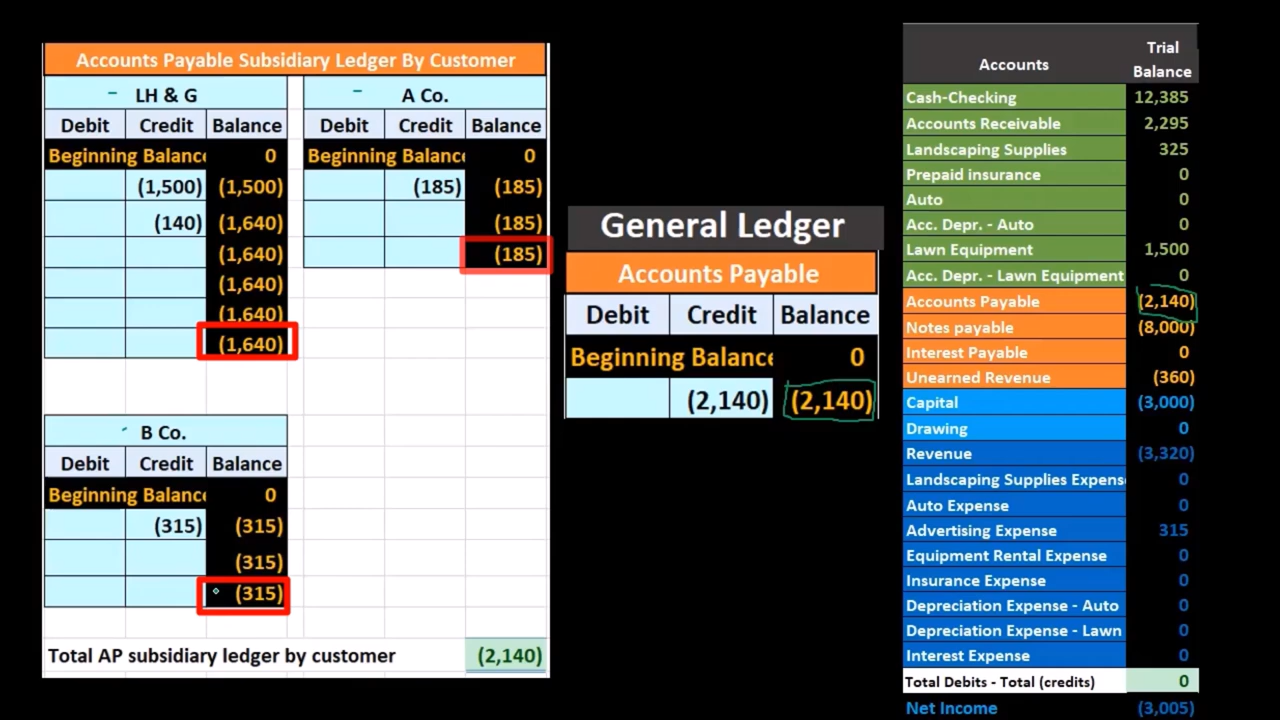 Accounts Payable Subsidiary Ledger By Customer
LH & G
Debit Credit Balance
Beginning Balance 0
(1,500) (1,500)
(140) (1,640)
(1,640)
(1,640)
(1,640)
(1,640)
A Co.
Debit Credit Balance
Beginning Balance 0
(185) (185)
(185)
(185)
B Co.
Debit Credit Balance
Beginning Balance 0
(315) (315)
(315)
(315)
Total AP subsidiary ledger by customer (2,140)
General Ledger
Accounts Payable
Debit Credit Balance
Beginning Balance 0
(2,140) (2,140)
Accounts Trial Balance
Cash-Checking 12,385
Accounts Receivable 2,295
Landscaping Supplies 325
Prepaid insurance 0
Auto 0
Acc. Depr. - Auto 0
Lawn Equipment 1,500
Acc. Depr. - Lawn Equipment 0
Accounts Payable (2,140)
Notes payable (8,000)
Interest Payable 0
Unearned Revenue (360)
Capital (3,000)
Drawing 0
Revenue (3,320)
Landscaping Supplies Expens 0
Auto Expense 0
Advertising Expense 315
Equipment Rental Expense 0
Insurance Expense 0
Depreciation Expense - Auto 0
Depreciation Expense - Lawn 0
Interest Expense 0
Total Debits - Total (credits) 0
Net Income (3,005)